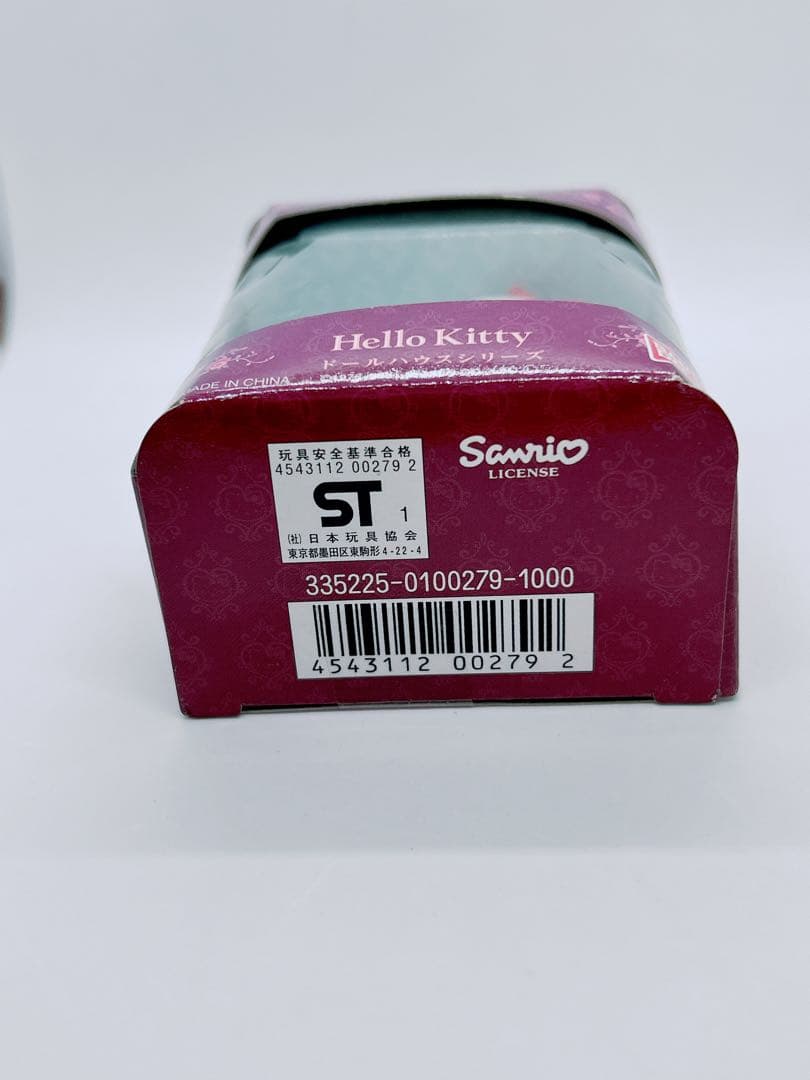 Hello Kitty
ドールハウスシリーズ
MADE IN CHINA
玩具安全基準合格
4543112 00279 2
ST 1
(社)日本玩具協会
東京都墨田区東駒形4-22-4
Sanrio
LICENSE
335225-0100279-1000
4543112 00279 2